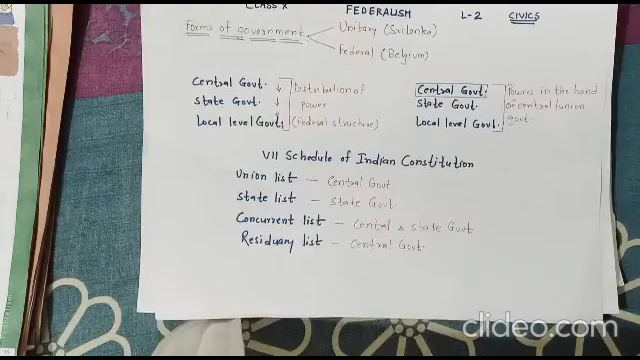 CLASS X FEDERALISM L-2 CIVICS
Forms of government
Unitary (Srilanka)
Federal (Belgium)
Central Govt.
State Govt.
Local level Govt.
Distribution of
power
(Federal structure)
Central Govt.
State Govt.
Local level Govt.
Powers in the hand
of central/union
govt.
VII Schedule of Indian Constitution
Union list – Central Govt
State list – State Govt.
Concurrent list – Central & State Govt
Residuary list – Central Govt.
clideo.com